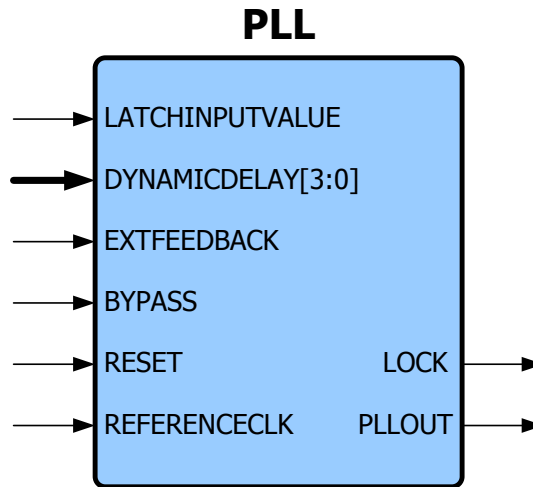 PLL
LATCHINPUTVALUE
DYNAMICDELAY[3:0]
EXTFEEDBACK
BYPASS
RESET LOCK
REFERENCECLK PLLOUT